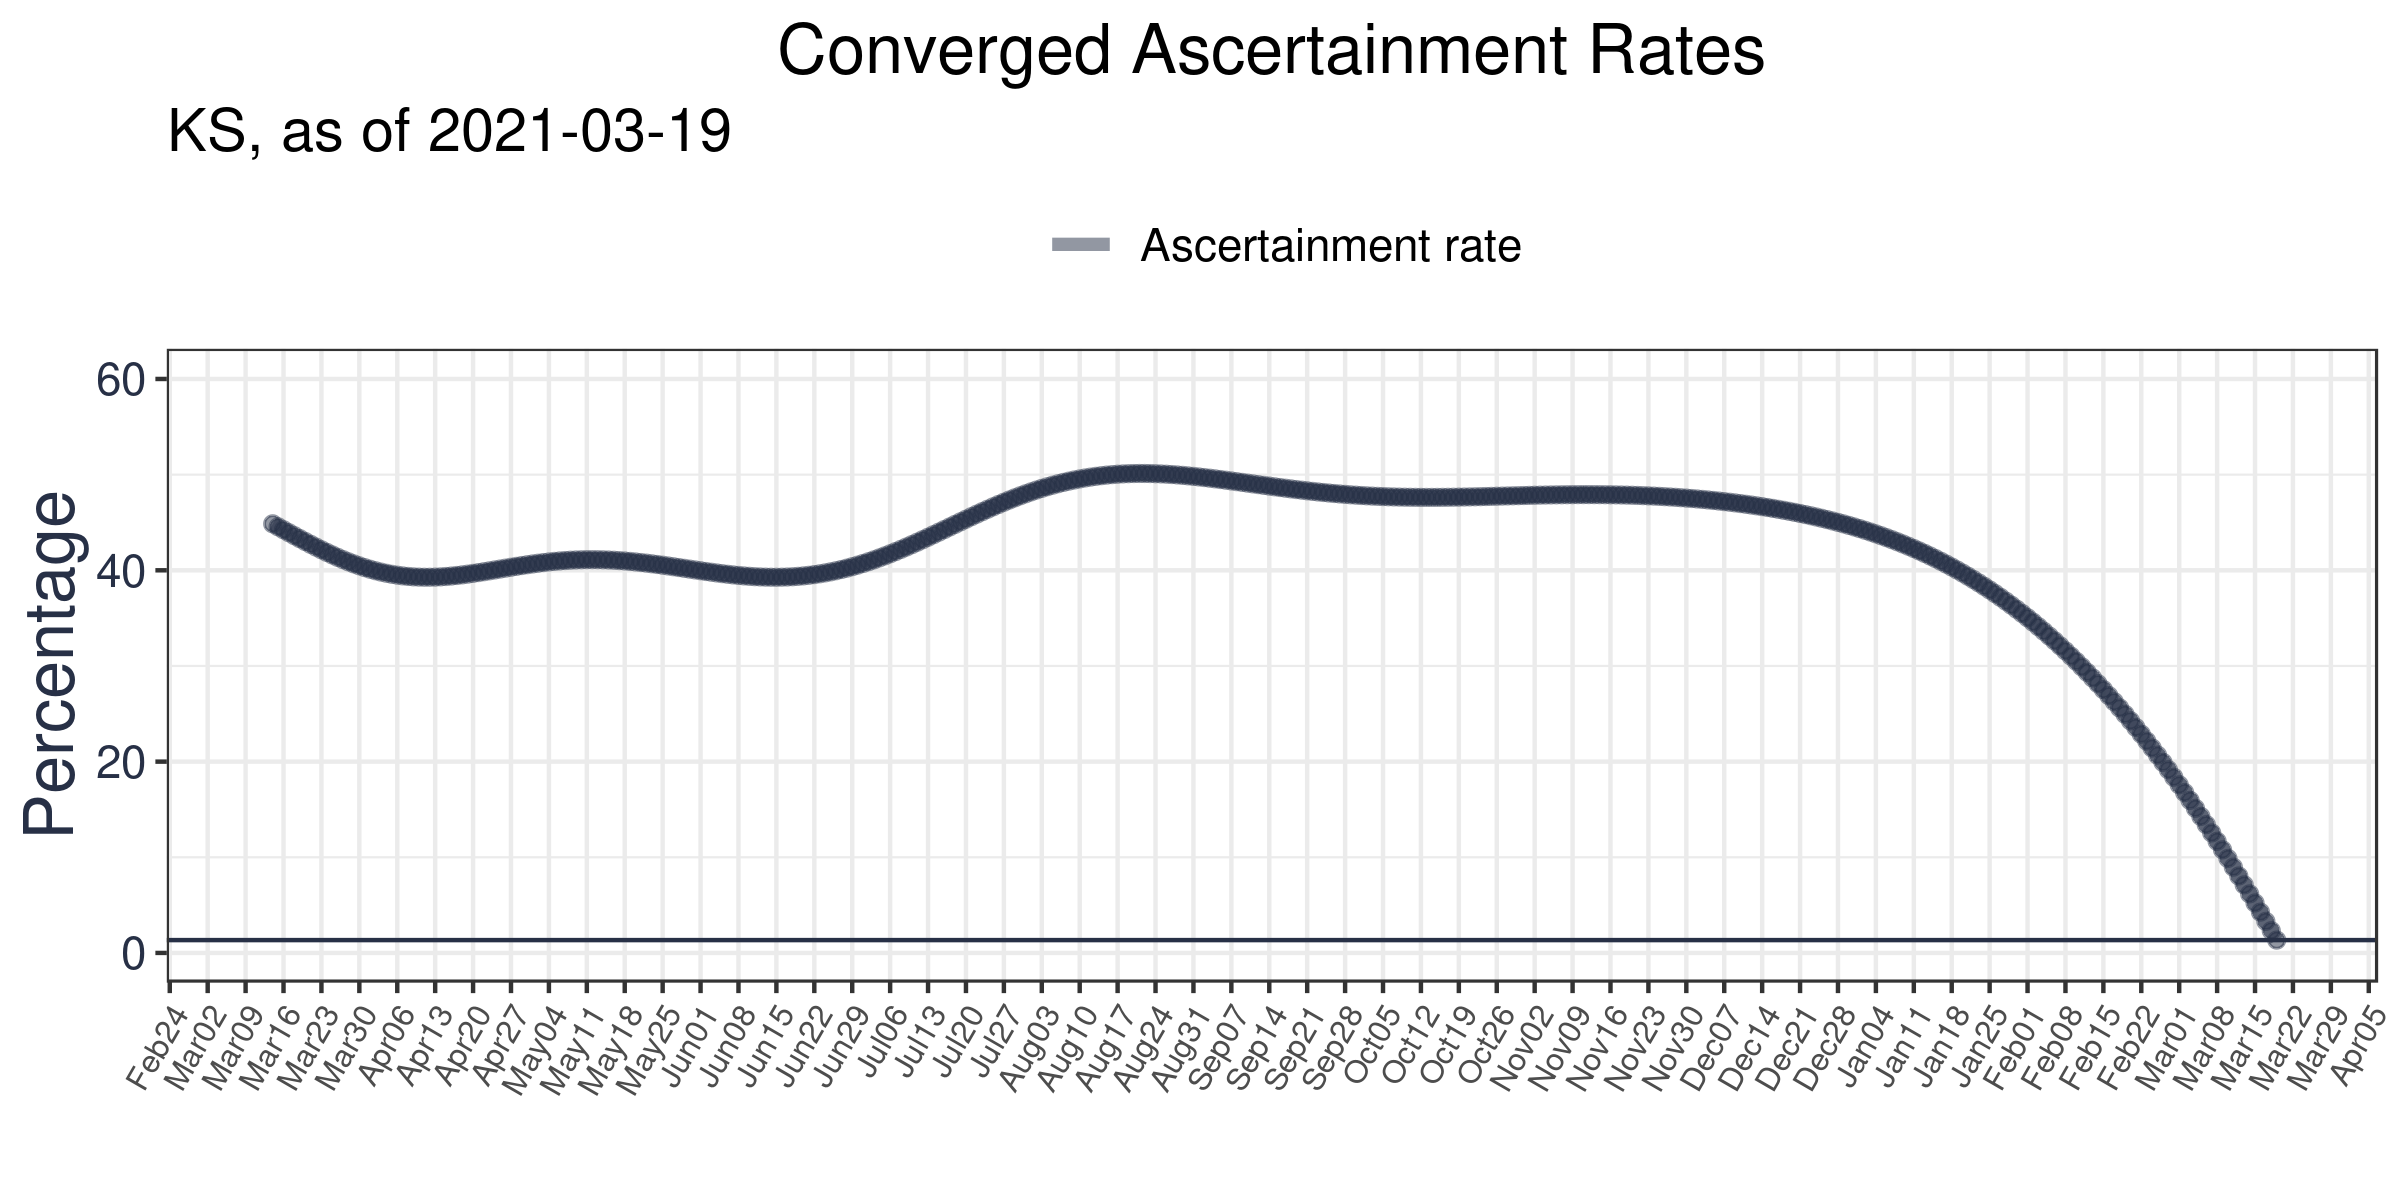 Converged Ascertainment Rates
KS, as of 2021-03-19
Ascertainment rate
Percentage
60
40
20
0
Feb24
Mar02
Mar09
Mar16
Mar23
Mar30
Apr06
Apr13
Apr20
Apr27
May04
May11
May18
May25
Jun01
Jun08
Jun15
Jun22
Jun29
Jul06
Jul13
Jul20
Jul27
Aug03
Aug10
Aug17
Aug24
Aug31
Sep07
Sep14
Sep21
Sep28
Oct05
Oct12
Oct19
Oct26
Nov02
Nov09
Nov16
Nov23
Nov30
Dec07
Dec14
Dec21
Dec28
Jan04
Jan11
Jan18
Jan25
Feb01
Feb08
Feb15
Feb22
Mar01
Mar08
Mar15
Mar22
Mar29
Apr05